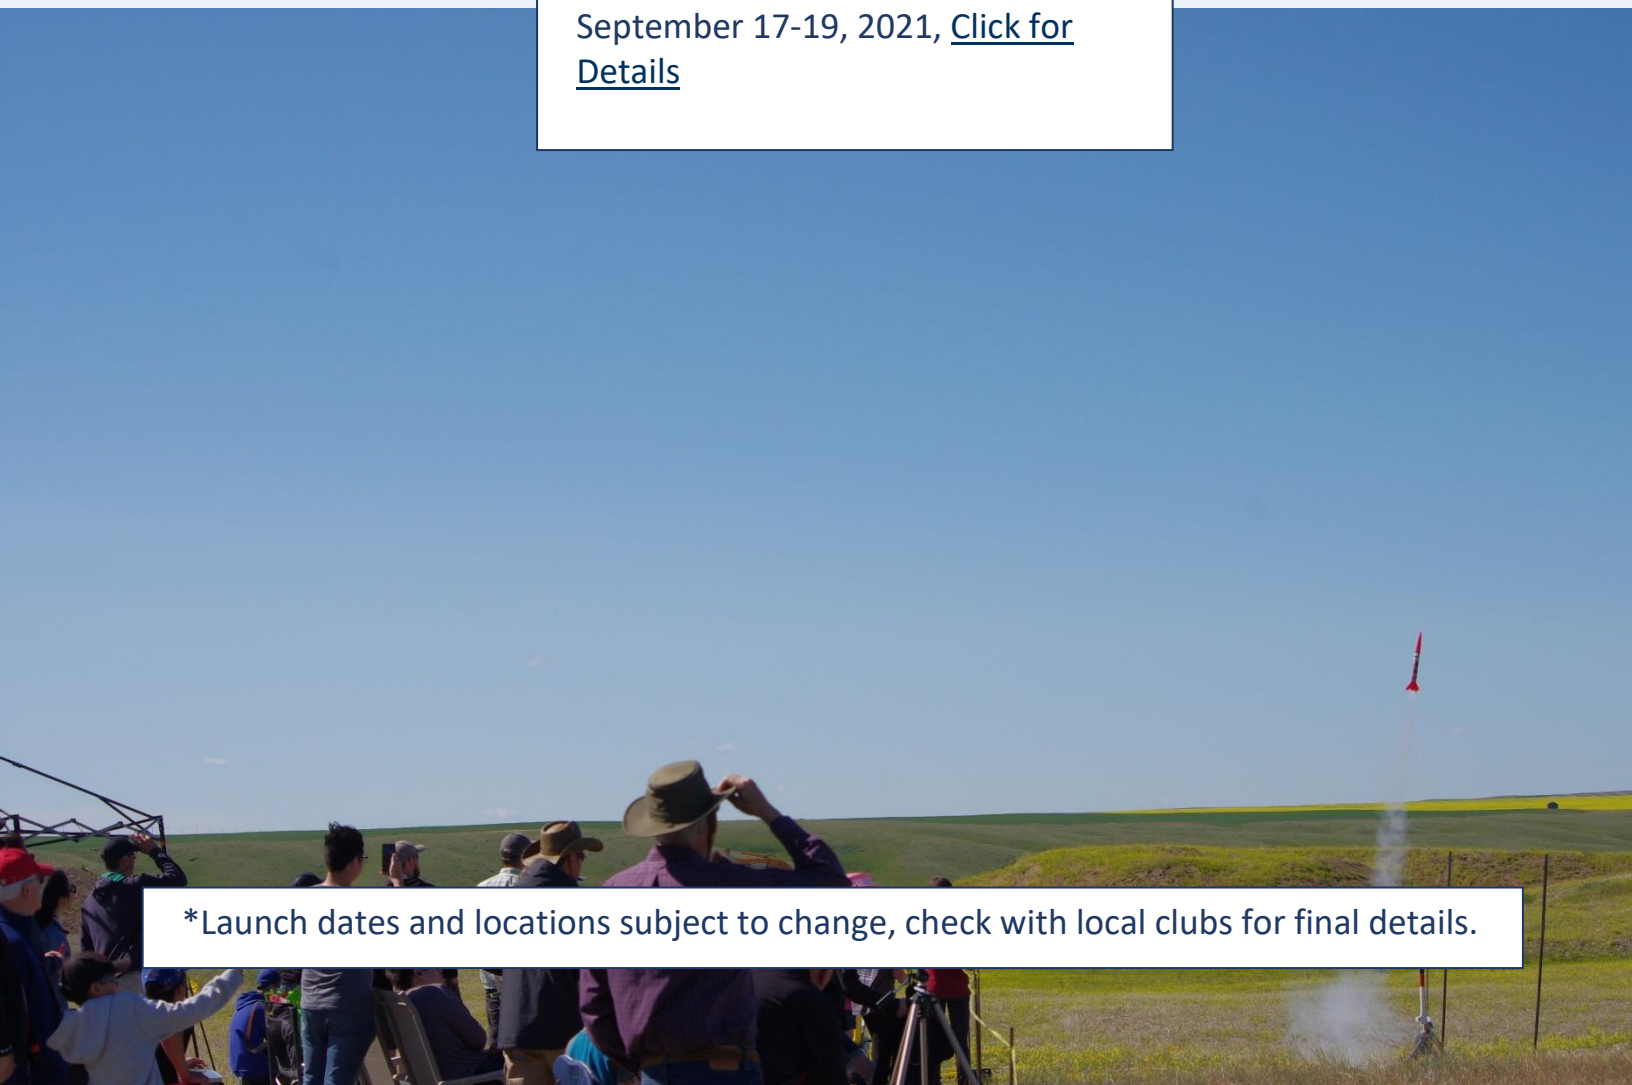 September 17-19, 2021, Click for
Details
*Launch dates and locations subject to change, check with local clubs for final details.